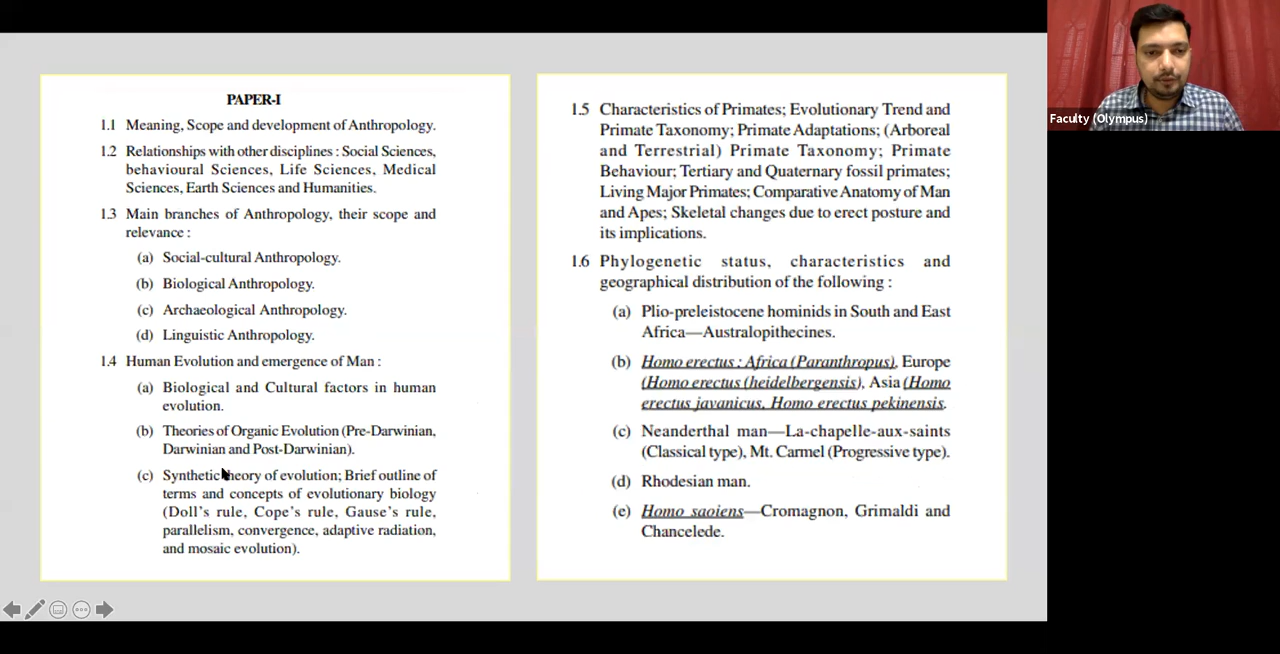 PAPER-I
1.1 Meaning, Scope and development of Anthropology.
1.2 Relationships with other disciplines : Social Sciences,
behavioural Sciences, Life Sciences, Medical
Sciences, Earth Sciences and Humanities.
1.3 Main branches of Anthropology, their scope and
relevance :
(a) Social-cultural Anthropology.
(b) Biological Anthropology.
(c) Archaeological Anthropology.
(d) Linguistic Anthropology.
1.4 Human Evolution and emergence of Man :
(a) Biological and Cultural factors in human
evolution.
(b) Theories of Organic Evolution (Pre-Darwinian,
Darwinian and Post-Darwinian).
(c) Synthetic theory of evolution; Brief outline of
terms and concepts of evolutionary biology
(Doll's rule, Cope's rule, Gause's rule,
parallelism, convergence, adaptive radiation,
and mosaic evolution).
1.5 Characteristics of Primates; Evolutionary Trend and
Primate Taxonomy; Primate Adaptations; (Arboreal
and Terrestrial) Primate Taxonomy; Primate
Behaviour; Tertiary and Quaternary fossil primates;
Living Major Primates; Comparative Anatomy of Man
and Apes; Skeletal changes due to erect posture and
its implications.
1.6 Phylogenetic status, characteristics and
geographical distribution of the following :
(a) Plio-preleistocene hominids in South and East
Africa—Australopithecines.
(b) Homo erectus : Africa (Paranthropus), Europe
(Homo erectus (heidelbergensis), Asia (Homo
erectus javanicus, Homo erectus pekinensis.
(c) Neanderthal man—La-chapelle-aux-saints
(Classical type), Mt. Carmel (Progressive type).
(d) Rhodesian man.
(e) Homo saoiens—Cromagnon, Grimaldi and
Chancelede.
Faculty (Olympus)